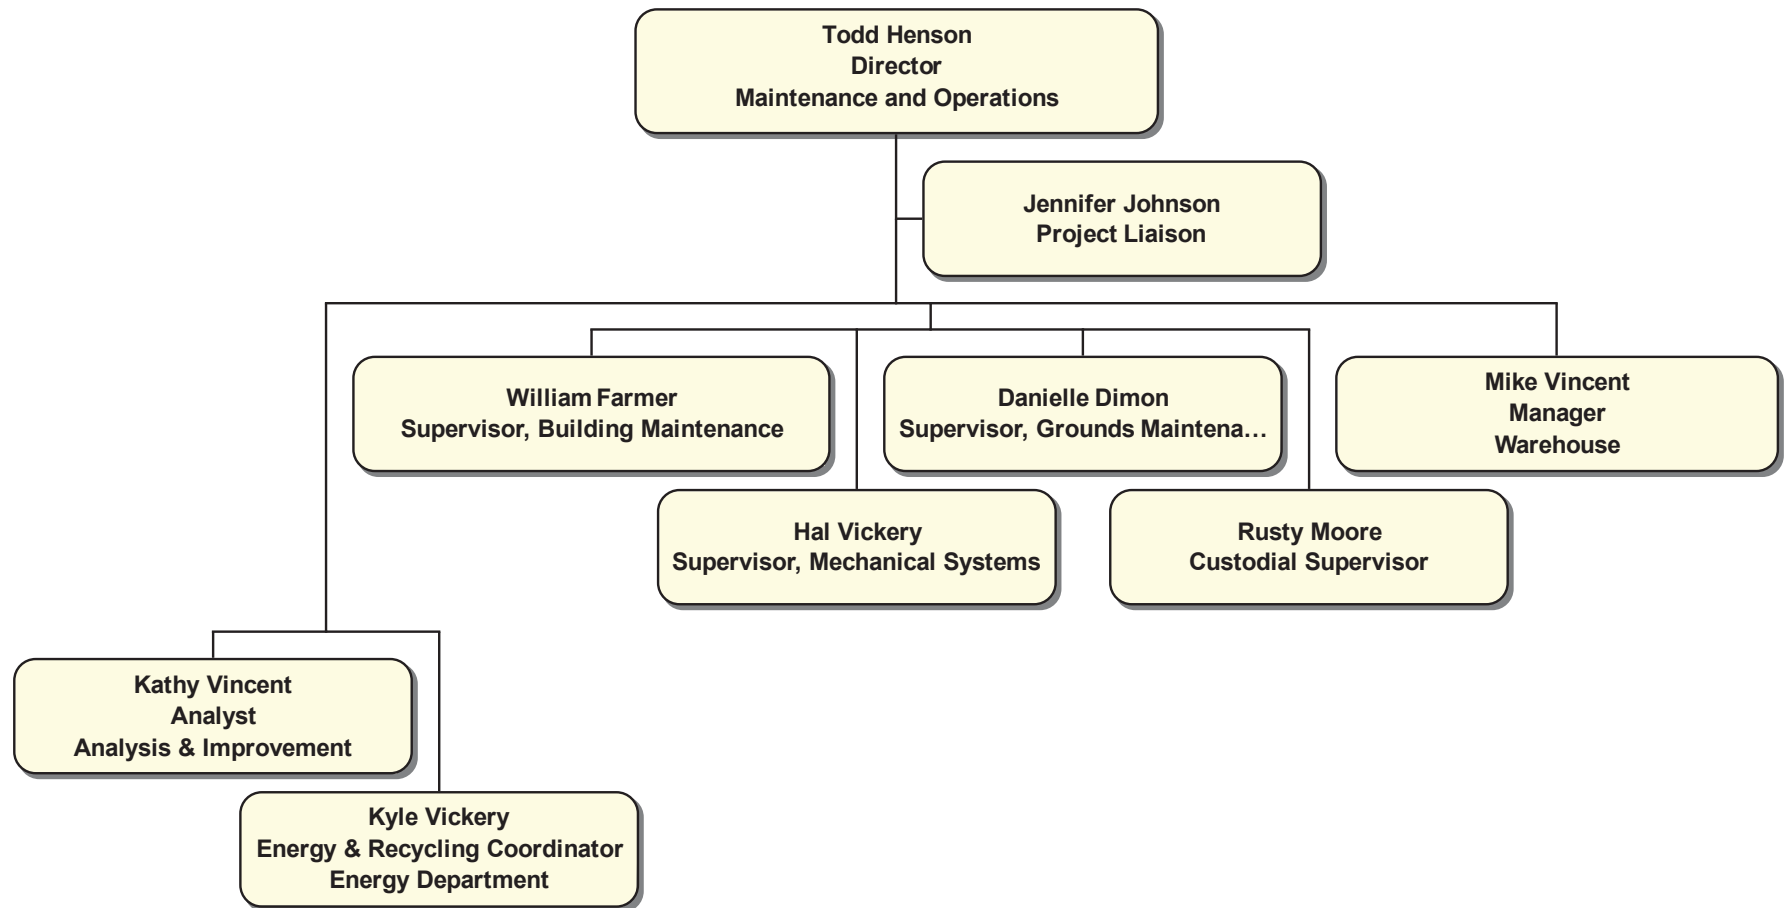 Todd Henson
Director
Maintenance and Operations
Jennifer Johnson
Project Liaison
William Farmer
Supervisor, Building Maintenance
Danielle Dimon
Supervisor, Grounds Maintena…
Mike Vincent
Manager
Warehouse
Hal Vickery
Supervisor, Mechanical Systems
Rusty Moore
Custodial Supervisor
Kathy Vincent
Analyst
Analysis & Improvement
Kyle Vickery
Energy & Recycling Coordinator
Energy Department